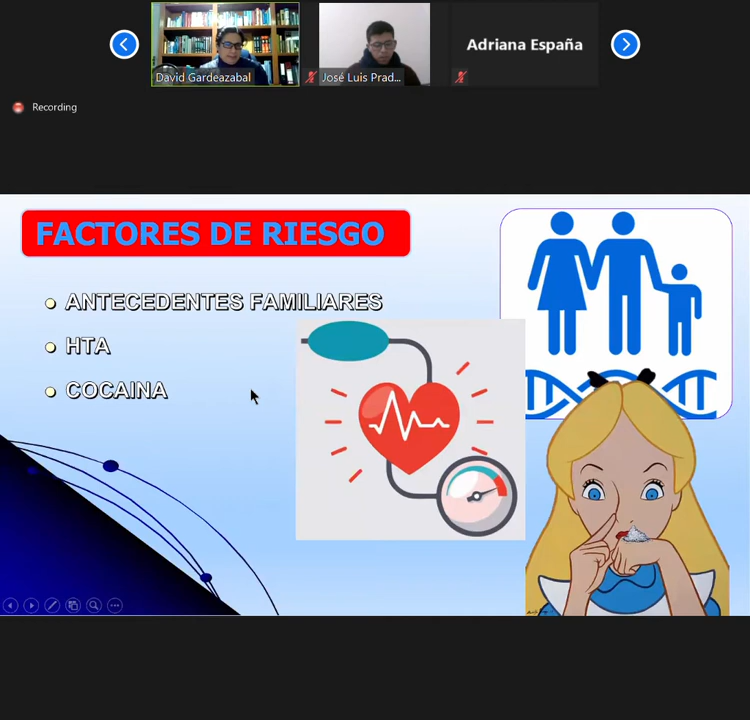 David Gardeazabal
José Luis Prad...
Adriana España
Recording
FACTORES DE RIESGO
ANTECEDENTES FAMILIARES
HTA
COCAINA